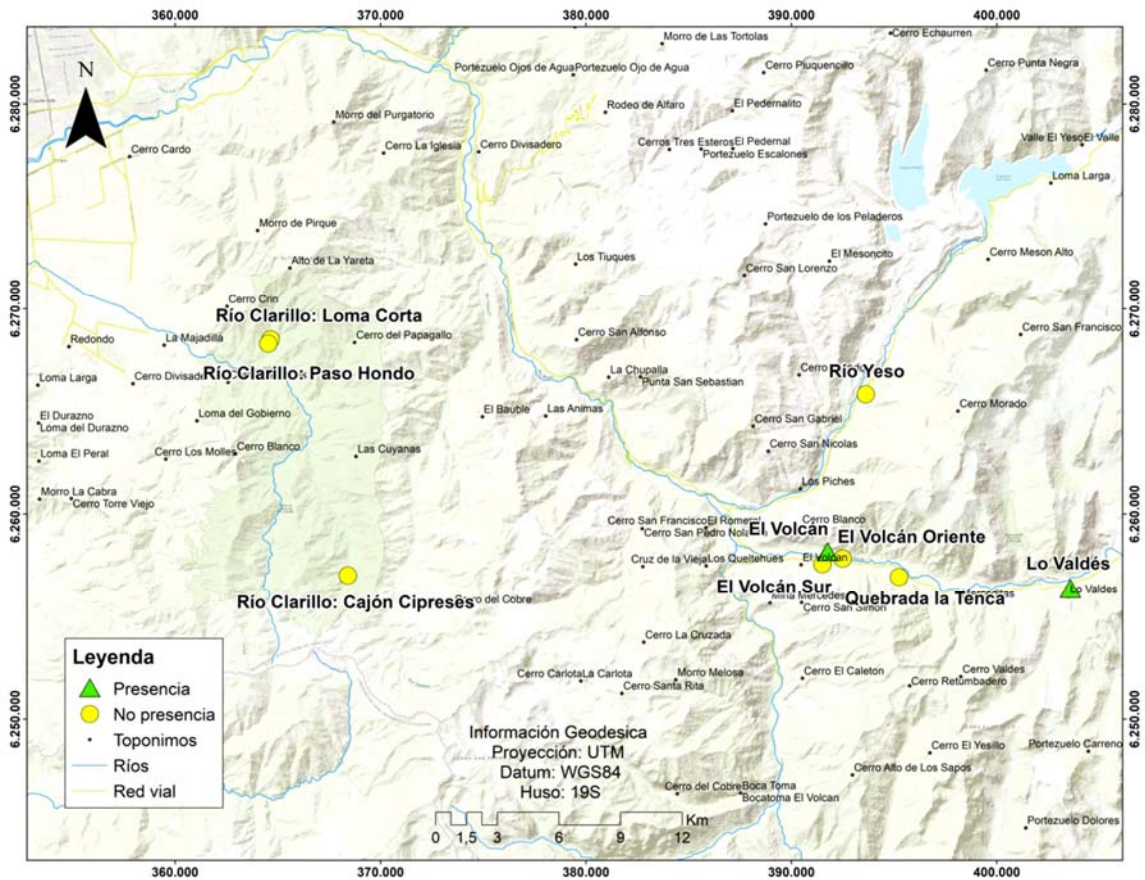 360.000 370.000 380.000 390.000 400.000
Cerro Echaurren
Morro de Las Tortolas
Portezuelo Ojos de Agua Portezuelo Ojo de Agua
Cerro Piuquencillo
Cerro Punta Negra
N
6.280.000 6.280.000
Rodeo de Alfaro
El Pedernalito
Morro del Purgatorio
Cerro Cardo
Cerro La Iglesia
Cerro Divisadero
Cerros Tres Esteros El Pedernal
Portezuelo Escalones
Valle El Yeso El Valle
Loma Larga
Morro de Pirque
Portezuelo de los Peladeros
Alto de La Yareta
Los Tiuques
El Mesoncito
Cerro San Lorenzo
Cerro Meson Alto
6.270.000 6.270.000
Cerro Crin
Río Clarillo: Loma Corta
Cerro San Francisco
Redondo
La Majadilla
Cerro del Papagallo
Cerro San Alfonso
Río Clarillo: Paso Hondo
Río Yeso
Loma Larga
La Chupalla
Punta San Sebastian
El Durazno
Loma del Durazno
Loma del Gobierno
El Bauble
Las Animas
Cerro San Gabriel
Cerro Morado
Loma El Peral
Cerro Los Molles
Cerro Blanco
Las Cuyanas
Cerro San Nicolas
Morro La Cabra
Cerro Torre Viejo
Los Piches
6.260.000 6.260.000
Cerro San Francisco El Romeral
Cerro Blanco
El Volcán
El Volcán Oriente
Cruz de la Vieja Los Queltehues
El Volcan
Lo Valdés
El Volcán Sur
Quebrada la Tenca
Lo Valdes
Río Clarillo: Cajón Cipreses
Mina Mercedes
Cerro San Simon
Cerro La Cruzada
Cerro Carlota La Carlota
Morro Melosa
Cerro Santa Rita
Cerro El Caleton
Cerro Valdes
Cerro Retumbadero
6.250.000 6.250.000
Leyenda
Presencia
No presencia
Toponimos
Ríos
Red vial
Información Geodesica
Proyección: UTM
Datum: WGS84
Huso: 19S
Cerro El Yesillo
Portezuelo Carreno
Cerro Alto de Los Sapos
Cerro del Cobre Boca Toma
Bocatoma El Volcan
Km
0 1,5 3 6 9 12
Portezuelo Dolores
360.000 370.000 380.000 390.000 400.000